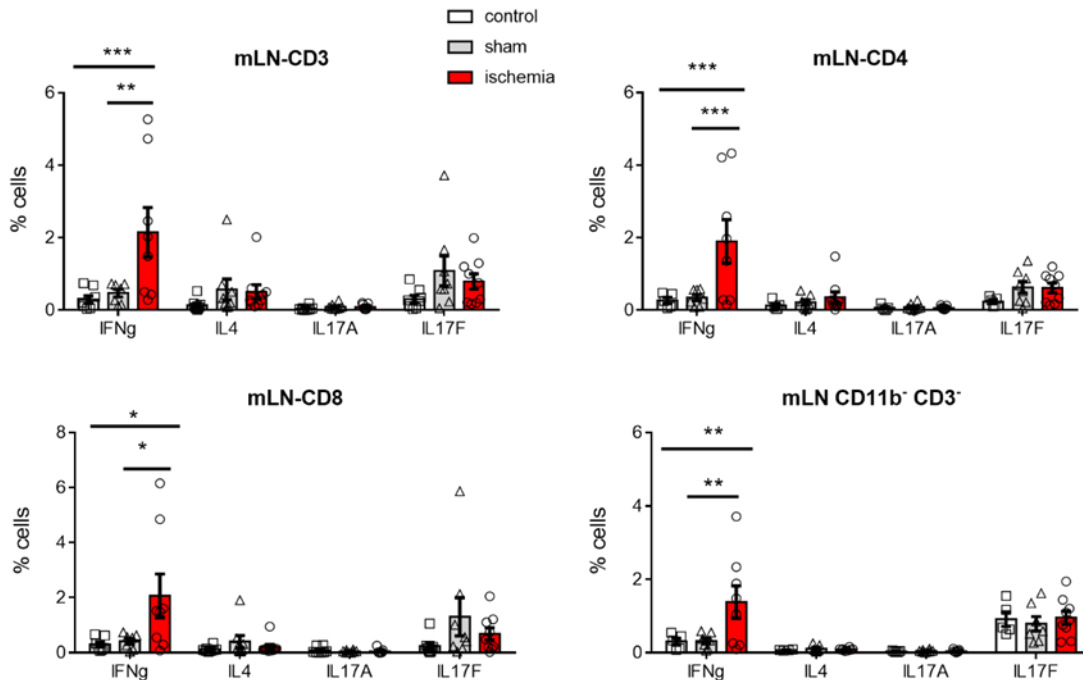 control
sham
ischemia
mLN-CD3
***
**
6
4
2
0
% cells
IFNg IL4 IL17A IL17F
mLN-CD4
***
***
6
4
2
0
% cells
IFNg IL4 IL17A IL17F
mLN-CD8
*
*
8
6
4
2
0
% cells
IFNg IL4 IL17A IL17F
mLN CD11b⁻ CD3⁻
**
**
6
4
2
0
% cells
IFNg IL4 IL17A IL17F